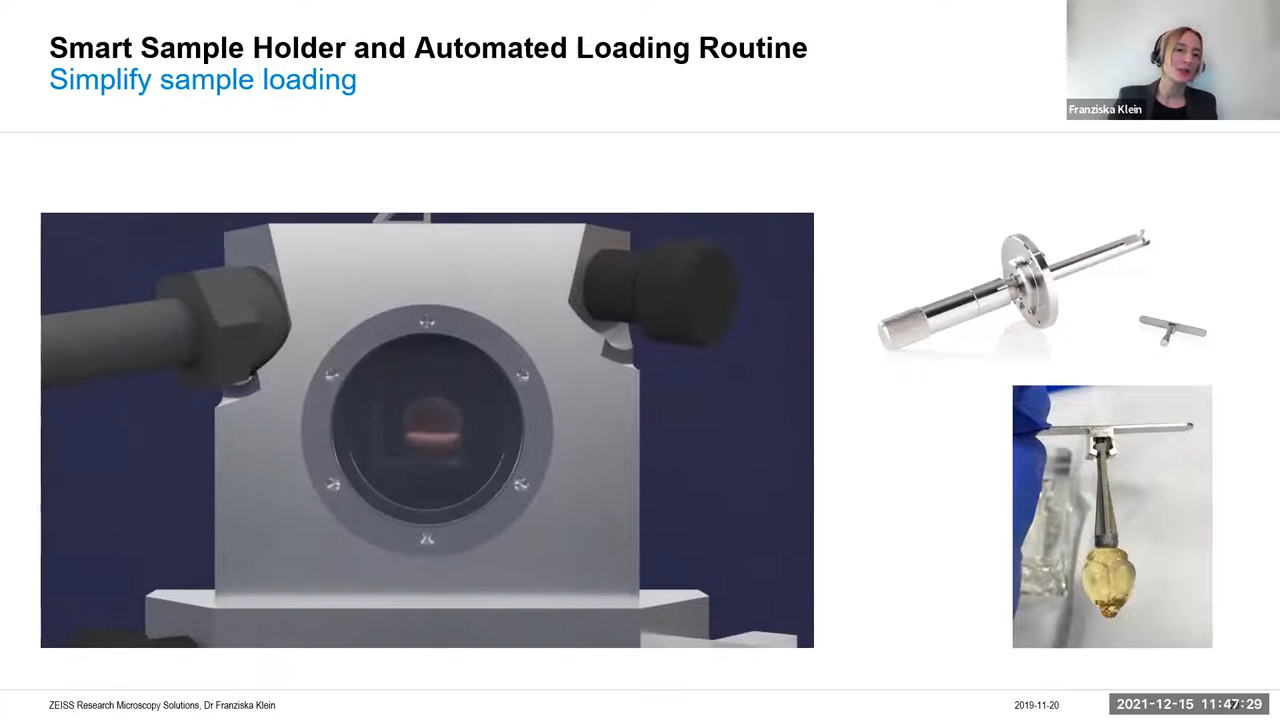 Smart Sample Holder and Automated Loading Routine
Simplify sample loading
Franziska Klein
ZEISS Research Microscopy Solutions, Dr Franziska Klein
2019-11-20
2021-12-15 11:47:29